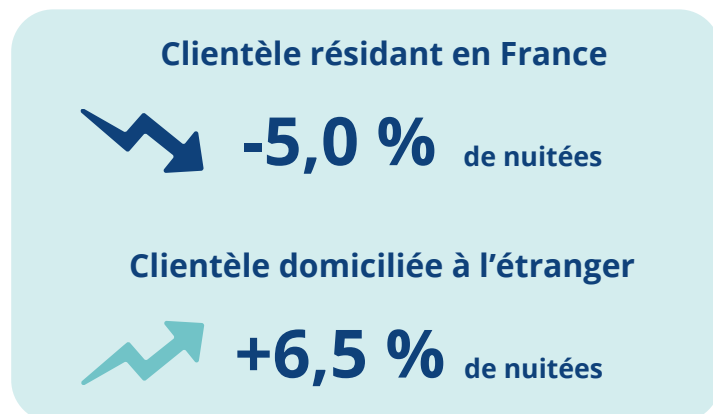 Clientèle résidant en France
-5,0 % de nuitées
Clientèle domiciliée à l’étranger
+6,5 % de nuitées